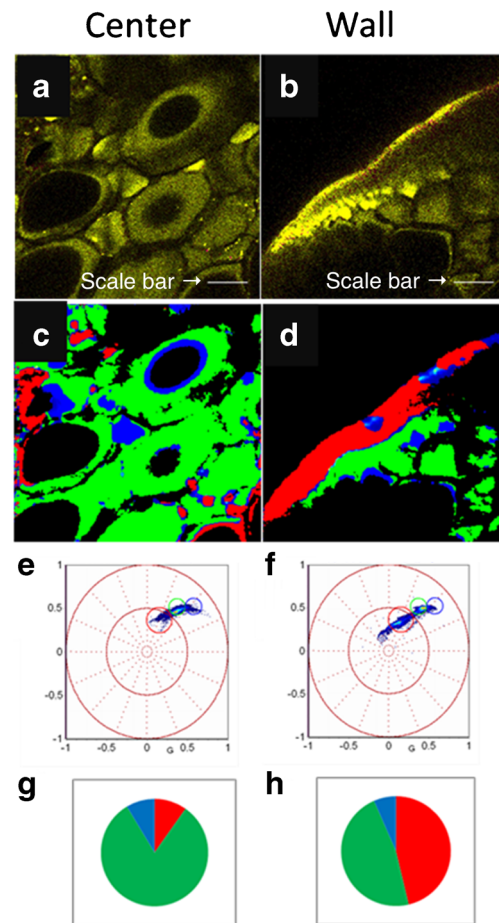 Center Wall
a b
Scale bar → Scale bar →
c d
e f
1 1
0.5 0.5
0 0
-0.5 -0.5
-1 -1
-1 -0.5 0 0.5 1 -1 -0.5 0 0.5 1
G G
g h